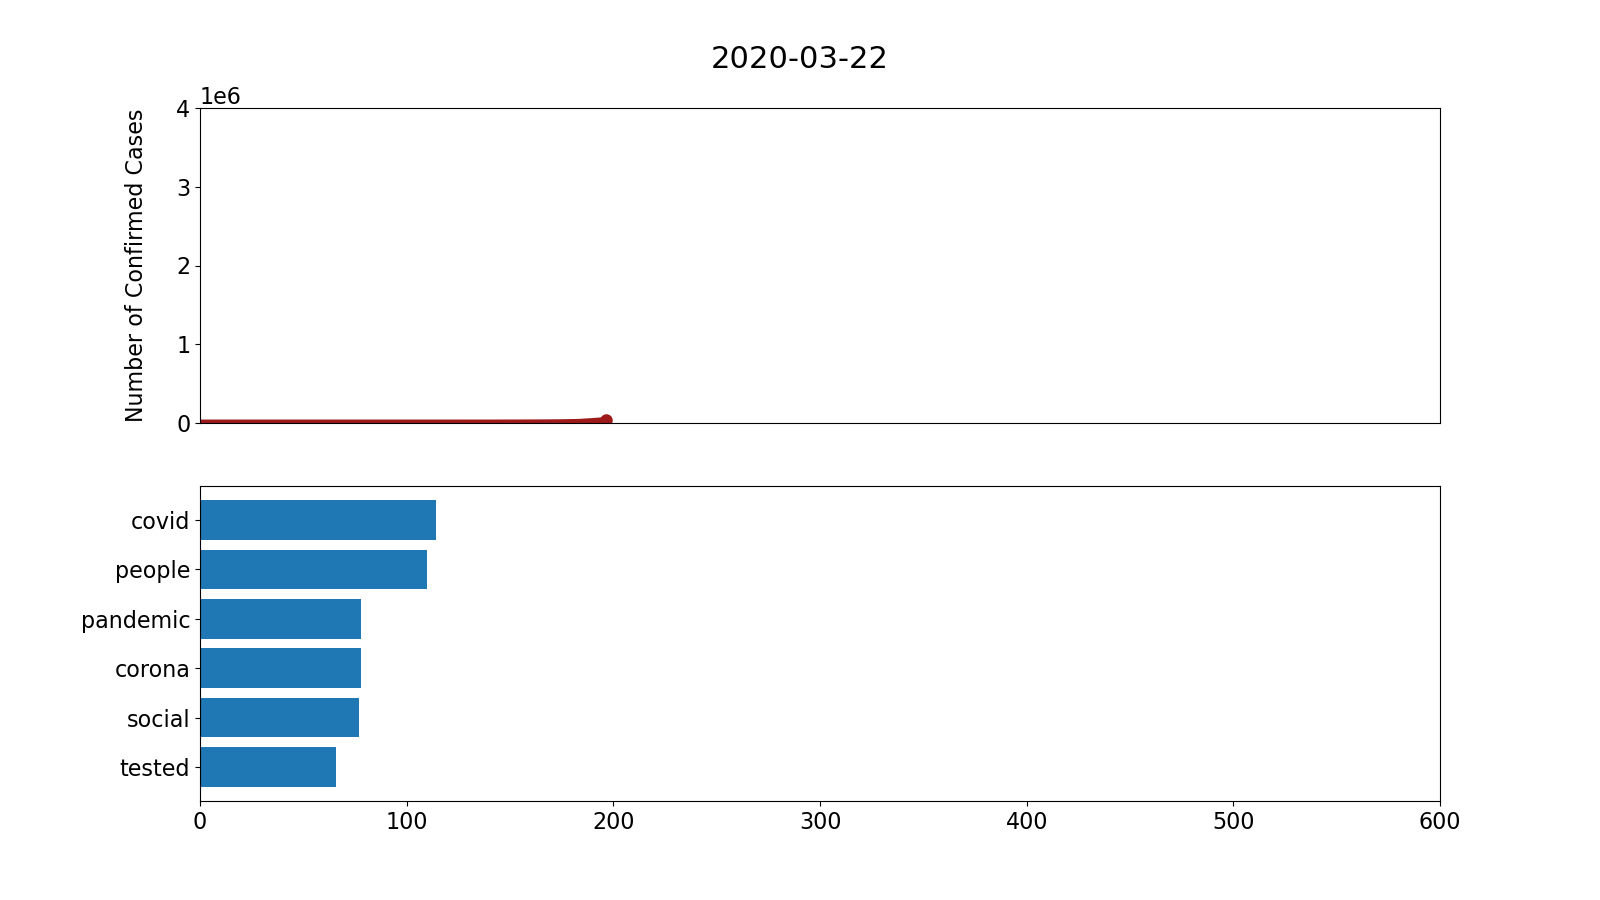 2020-03-22
1e6
4
3
2
1
0
Number of Confirmed Cases
covid
people
pandemic
corona
social
tested
0 100 200 300 400 500 600